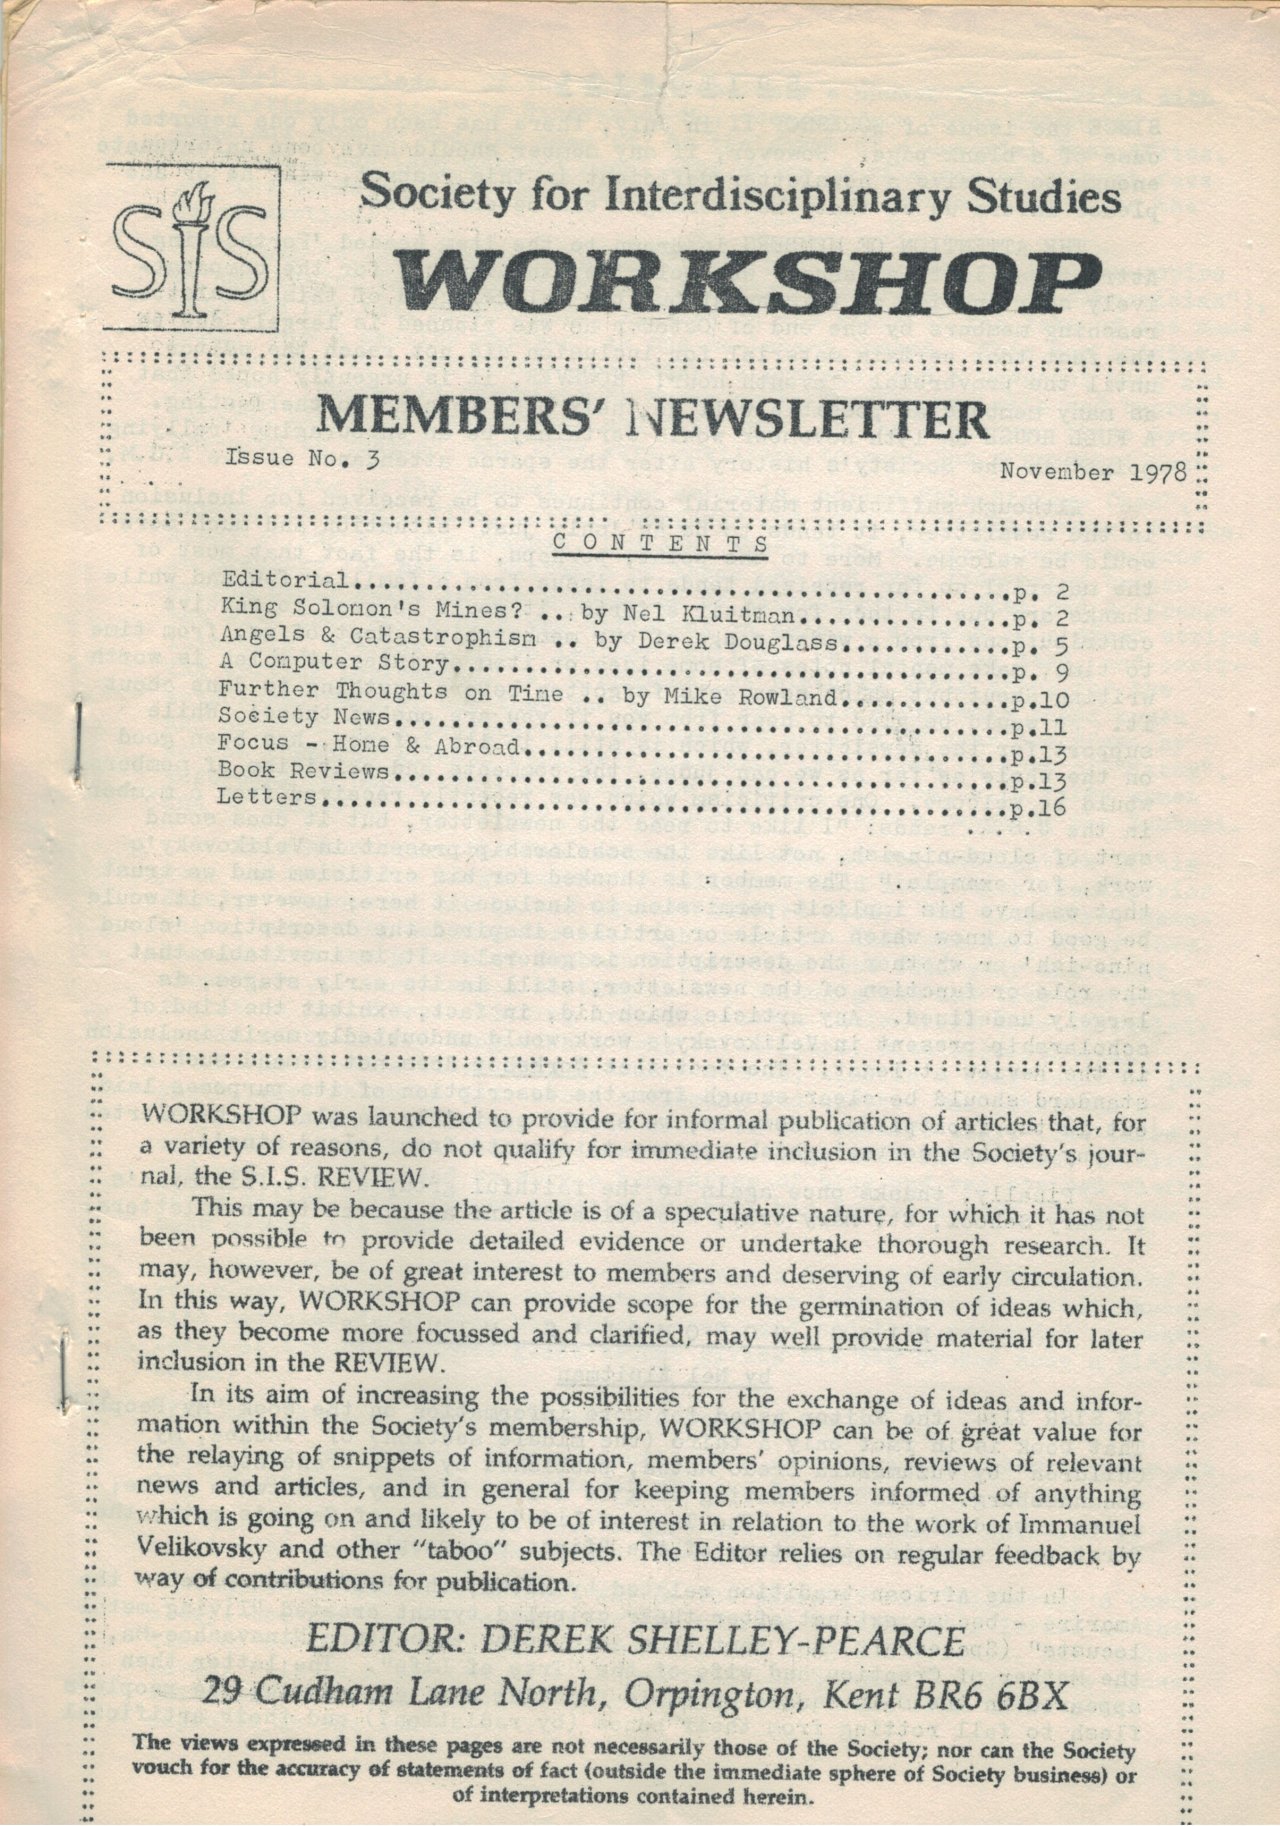 SIS
Society for Interdisciplinary Studies
WORKSHOP
MEMBERS' NEWSLETTER
Issue No. 3
November 1978
CONTENTS
Editorial..............................................p. 2
King Solomon's Mines? .. by Nel Kluitman...............p. 2
Angels & Catastrophism .. by Derek Douglass............p. 5
A Computer Story.......................................p. 9
Further Thoughts on Time .. by Mike Rowland............p.10
Society News...........................................p.11
Focus - Home & Abroad..................................p.13
Book Reviews...........................................p.13
Letters................................................p.16
WORKSHOP was launched to provide for informal publication of articles that, for
a variety of reasons, do not qualify for immediate inclusion in the Society's jour-
nal, the S.I.S. REVIEW.
This may be because the article is of a speculative nature, for which it has not
been possible to provide detailed evidence or undertake thorough research. It
may, however, be of great interest to members and deserving of early circulation.
In this way, WORKSHOP can provide scope for the germination of ideas which,
as they become more focussed and clarified, may well provide material for later
inclusion in the REVIEW.
In its aim of increasing the possibilities for the exchange of ideas and infor-
mation within the Society's membership, WORKSHOP can be of great value for
the relaying of snippets of information, members' opinions, reviews of relevant
news and articles, and in general for keeping members informed of anything
which is going on and likely to be of interest in relation to the work of Immanuel
Velikovsky and other "taboo" subjects. The Editor relies on regular feedback by
way of contributions for publication.
EDITOR: DEREK SHELLEY-PEARCE
29 Cudham Lane North, Orpington, Kent BR6 6BX
The views expressed in these pages are not necessarily those of the Society; nor can the Society
vouch for the accuracy of statements of fact (outside the immediate sphere of Society business) or
of interpretations contained herein.